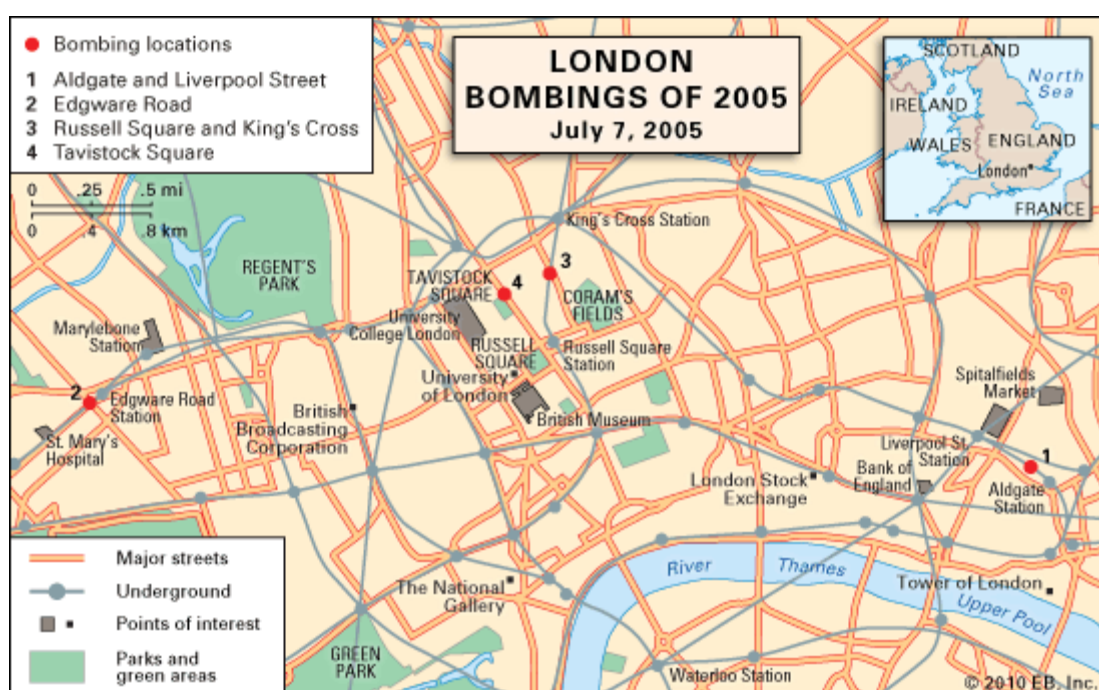 Bombing locations
1 Aldgate and Liverpool Street
2 Edgware Road
3 Russell Square and King's Cross
4 Tavistock Square
LONDON
BOMBINGS OF 2005
July 7, 2005
SCOTLAND
North
Sea
IRELAND
WALES
ENGLAND
London
FRANCE
0 .25 .5 mi
0 .4 .8 km
King's Cross Station
REGENT'S
PARK
3
TAVISTOCK
SQUARE
4
CORAM'S
FIELDS
University
College London
Marylebone
Station
RUSSELL
SQUARE
Russell Square
Station
University
of London
Spitalfields
Market
2
Edgware Road
Station
British
Broadcasting
Corporation
British Museum
St. Mary's
Hospital
Liverpool St.
Station
1
London Stock
Exchange
Bank of
England
Aldgate
Station
Major streets
Underground
Points of interest
Parks and
green areas
River Thames
Upper Pool
The National
Gallery
Tower of London
GREEN
PARK
Waterloo Station
© 2010 EB, Inc.